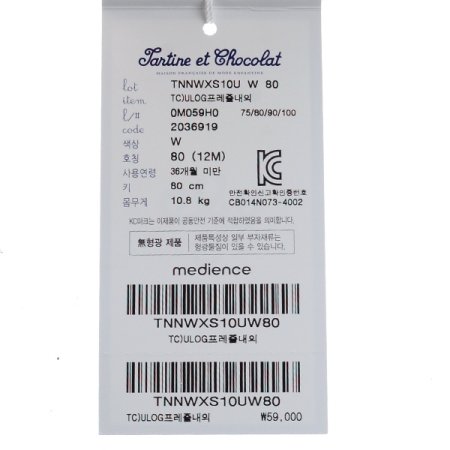 Tartine et Chocolat
MAISON FRANÇAISE DE MODE ENFANTINE
lot TNNWXS10U W 80
item TC)ULOG프레쥴내의
l/# 0M059H0 75/80/90/100
code 2036919
색상 W
호칭 80 (12M)
사용연령 36개월 미만
키 80 cm
몸무게 10.8 kg
안전확인신고확인증번호
CB014N073-4002
KC마크는 이제품이 공통안전 기준에 적합하였음을 의미합니다.
無형광 제품
제품특성상 일부 부자재류는
형광물질이 있을 수 있습니다.
medience
TNNWXS10UW80
TC)ULOG프레쥴내의
TNNWXS10UW80
TC)ULOG프레쥴내의 ₩59,000